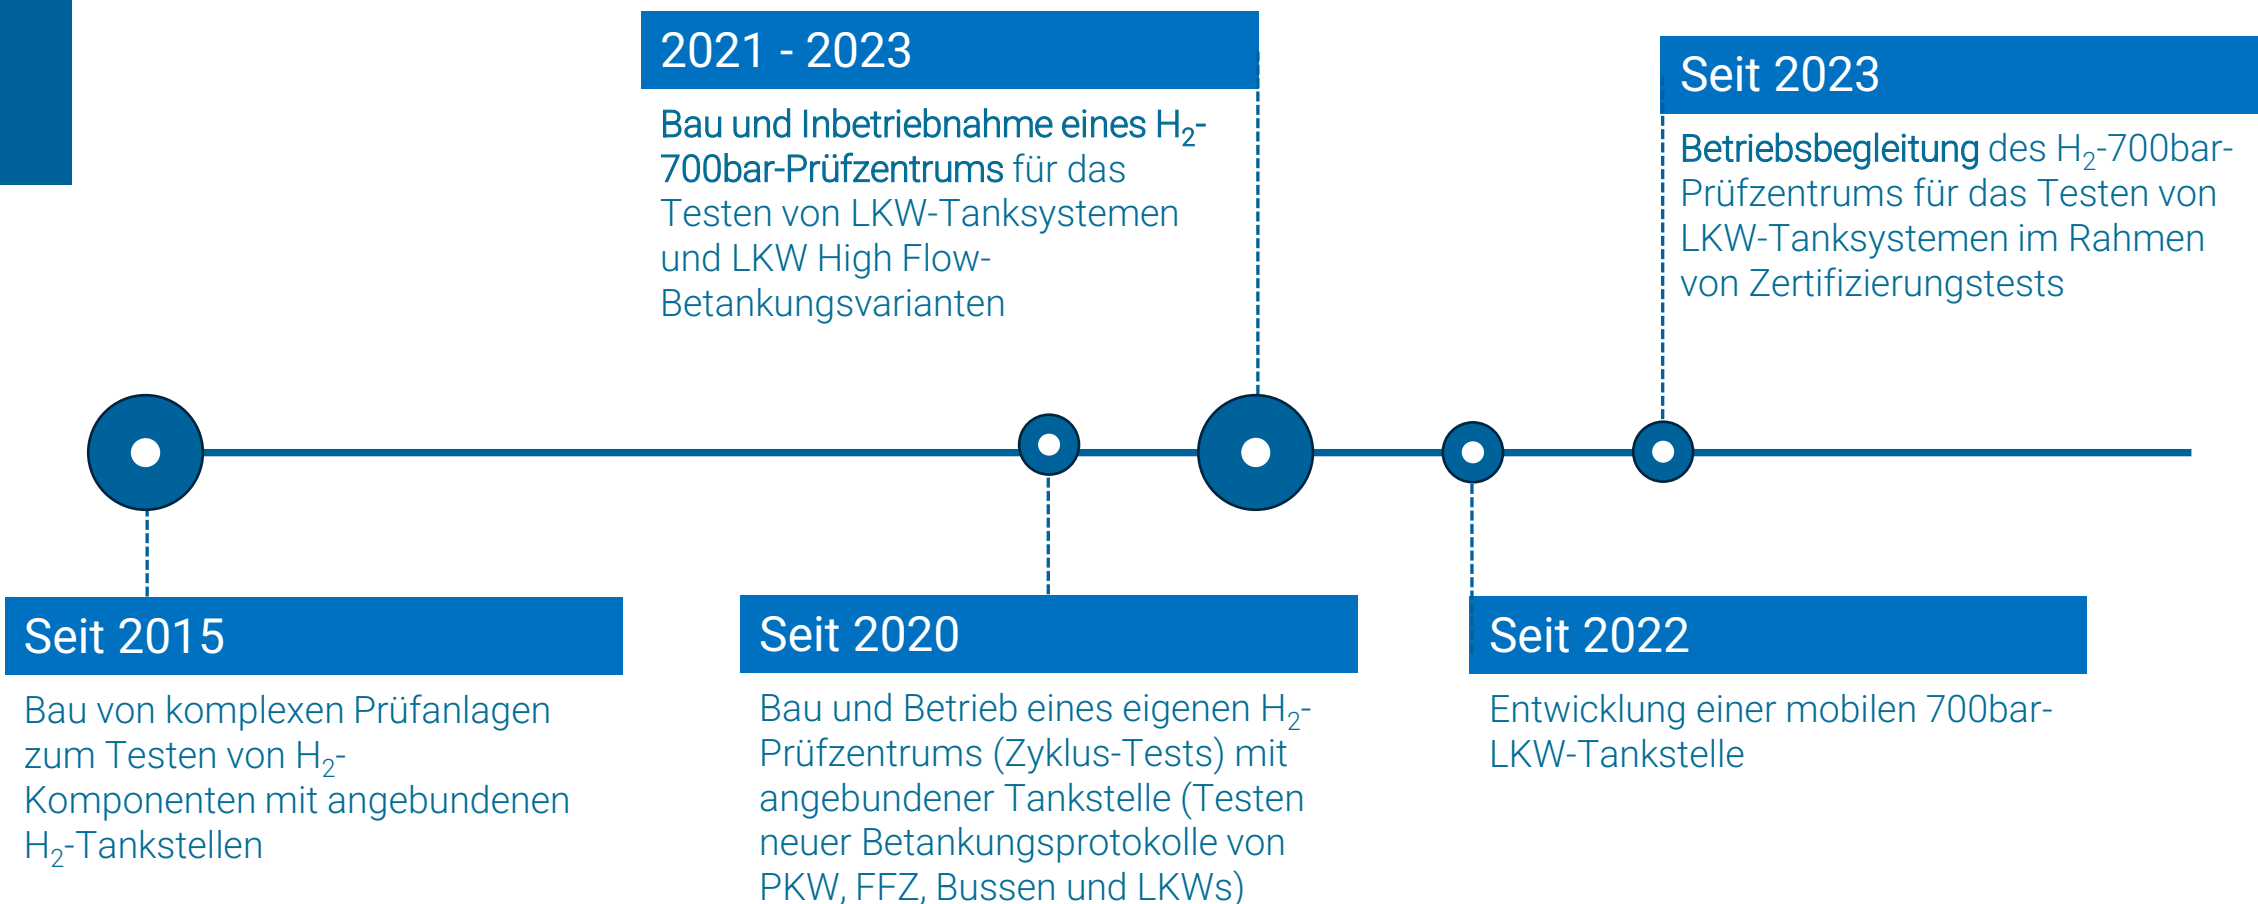 2021 - 2023
Bau und Inbetriebnahme eines H₂-
700bar-Prüfzentrums für das
Testen von LKW-Tanksystemen
und LKW High Flow-
Betankungsvarianten
Seit 2023
Betriebsbegleitung des H₂-700bar-
Prüfzentrums für das Testen von
LKW-Tanksystemen im Rahmen
von Zertifizierungstests
Seit 2015
Bau von komplexen Prüfanlagen
zum Testen von H₂-
Komponenten mit angebundenen
H₂-Tankstellen
Seit 2020
Bau und Betrieb eines eigenen H₂-
Prüfzentrums (Zyklus-Tests) mit
angebundener Tankstelle (Testen
neuer Betankungsprotokolle von
PKW, FFZ, Bussen und LKWs)
Seit 2022
Entwicklung einer mobilen 700bar-
LKW-Tankstelle